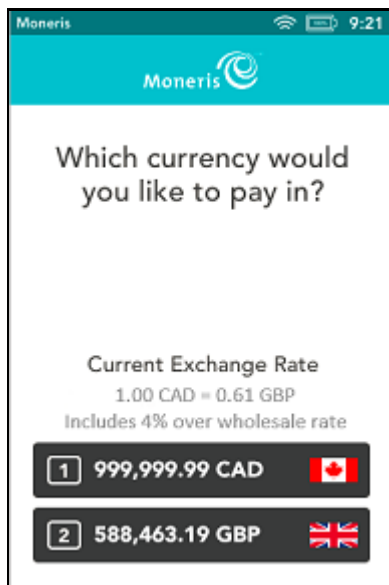 Moneris 9:21
Moneris
Which currency would
you like to pay in?
Current Exchange Rate
1.00 CAD = 0.61 GBP
Includes 4% over wholesale rate
1 999,999.99 CAD
2 588,463.19 GBP